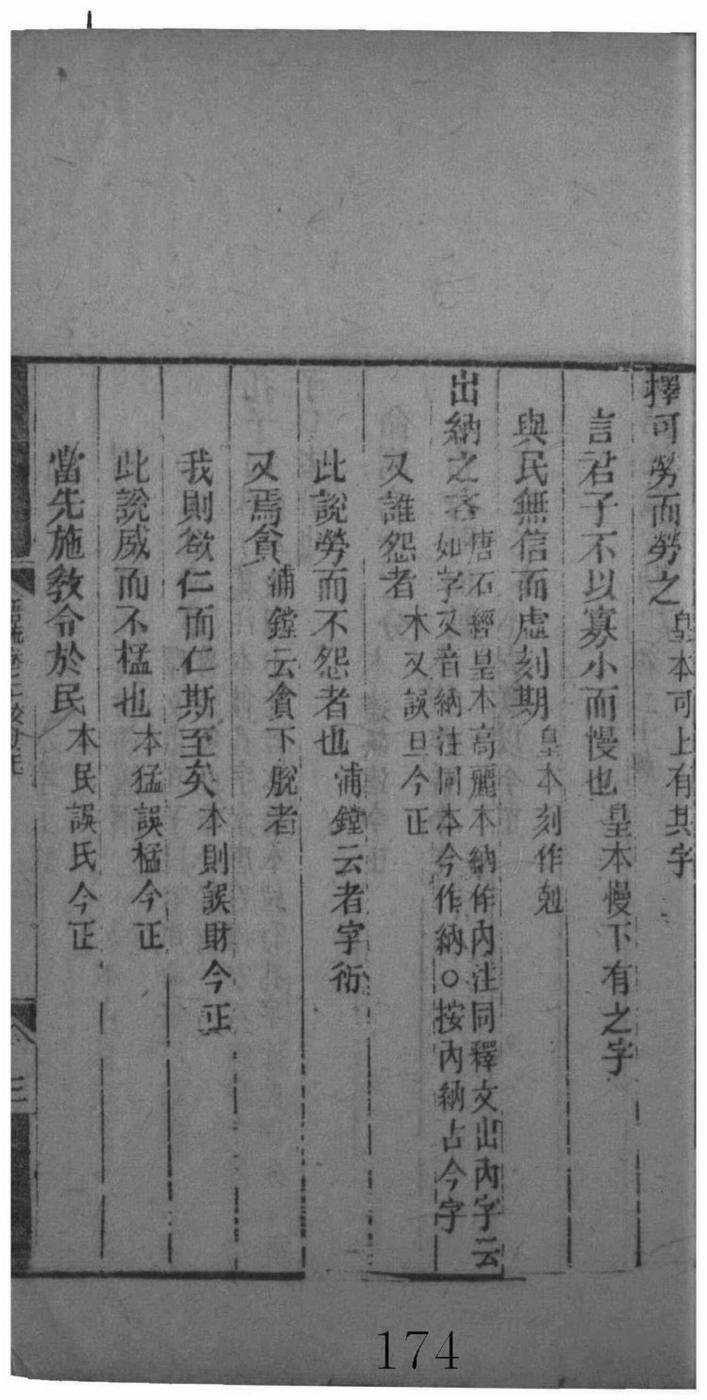 擇可勞而勞之皇本可上有其字
言君子不以寡小而慢也皇本慢下有之字
與民無信而虛刻期皇本刻作剋
出納之吝唐石經皇本高麗本納作內注同釋文出內字云
如字又音納注同本今作納○按內納占今字
又誰怨者本又誤旦今正
此說勞而不怨者也浦鏜云者字衍
又焉貪浦鏜云貪下脫者
我則欲仁而仁斯至矣本則誤財今正
此說威而不猛也本猛誤榅今正
當先施敎令於民本民誤氏今正
174